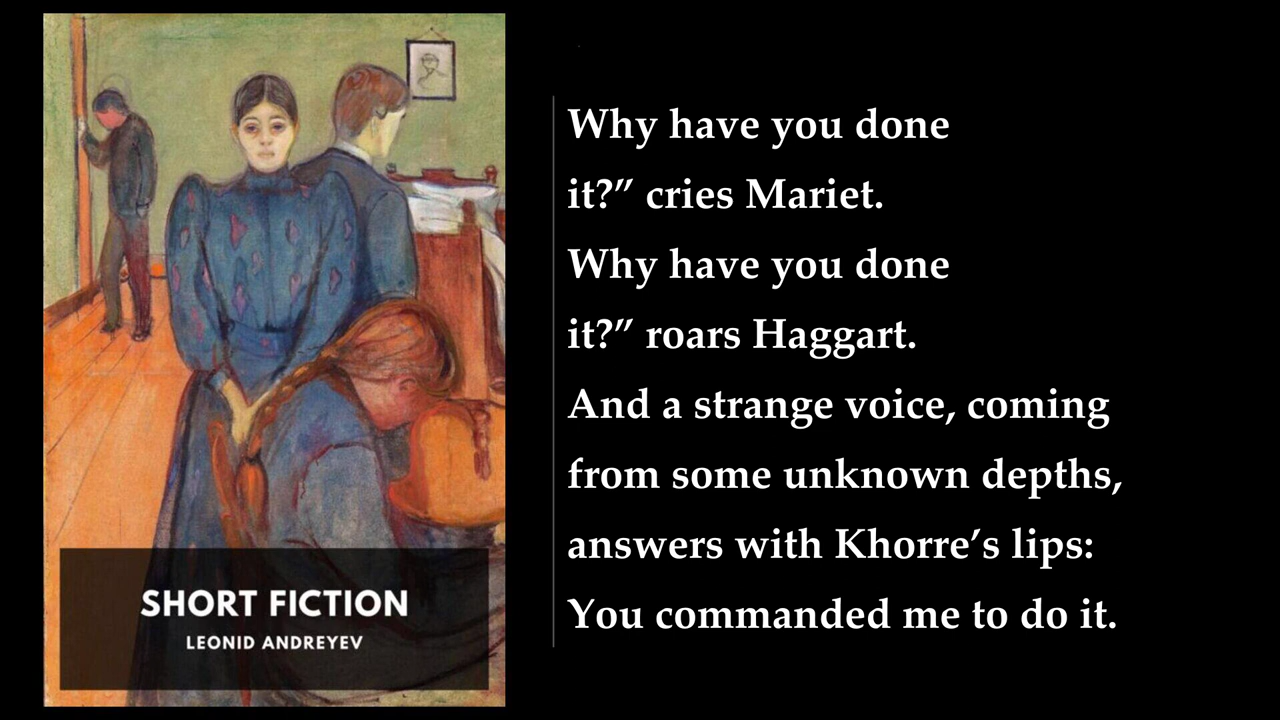 SHORT FICTION
LEONID ANDREYEV
Why have you done
it?” cries Mariet.
Why have you done
it?” roars Haggart.
And a strange voice, coming
from some unknown depths,
answers with Khorre’s lips:
You commanded me to do it.